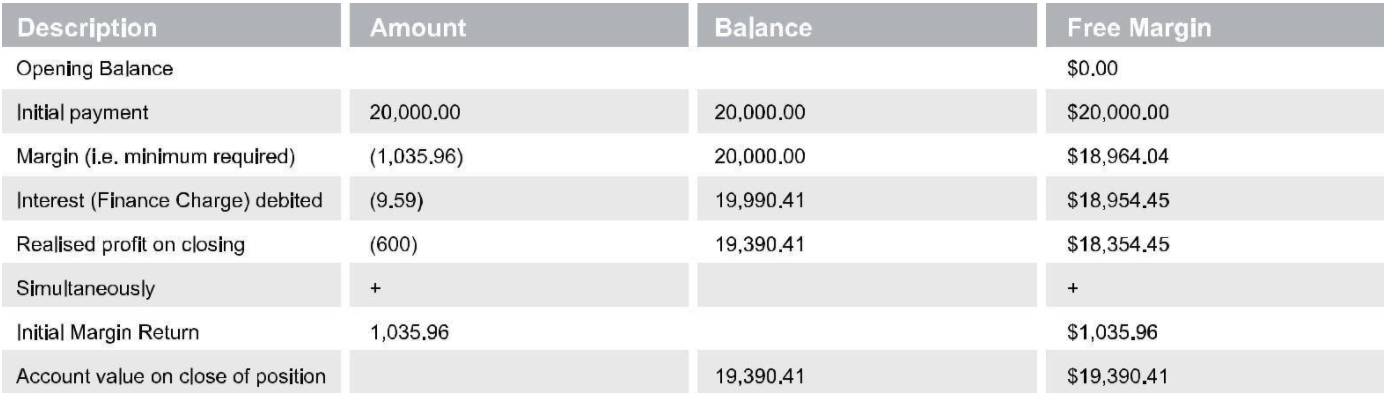 Description Amount Balance Free Margin
Opening Balance $0.00
Initial payment 20,000.00 20,000.00 $20,000.00
Margin (i.e. minimum required) (1,035.96) 20,000.00 $18,964.04
Interest (Finance Charge) debited (9.59) 19,990.41 $18,954.45
Realised profit on closing (600) 19,390.41 $18,354.45
Simultaneously + +
Initial Margin Return 1,035.96 $1,035.96
Account value on close of position 19,390.41 $19,390.41